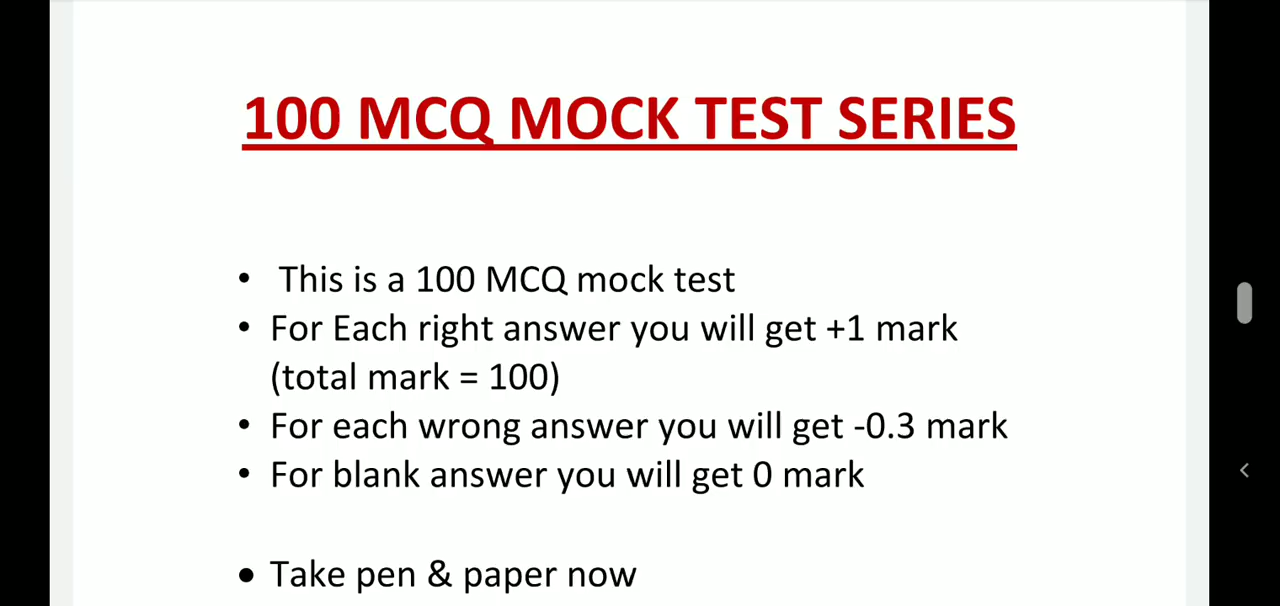 100 MCQ MOCK TEST SERIES
• This is a 100 MCQ mock test
• For Each right answer you will get +1 mark
(total mark = 100)
• For each wrong answer you will get -0.3 mark
• For blank answer you will get 0 mark
• Take pen & paper now